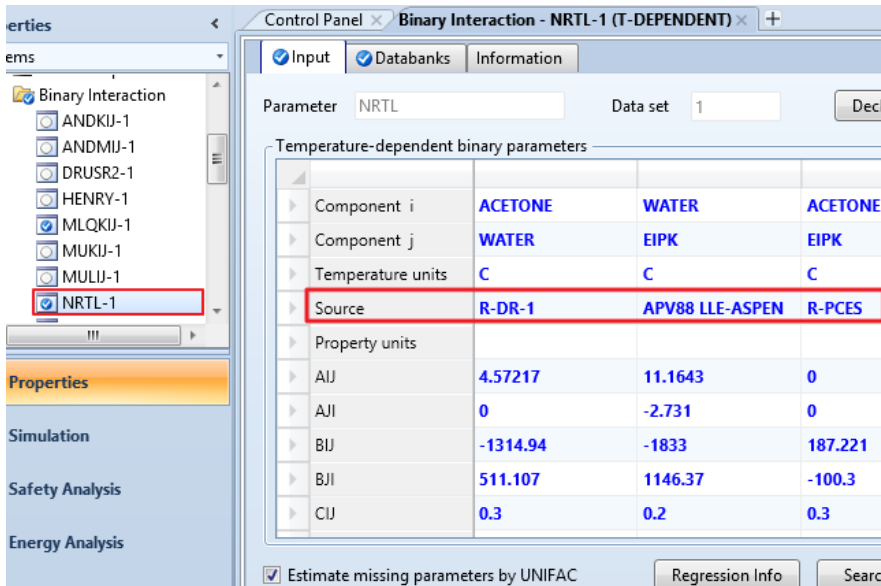 erties
Control Panel
Binary Interaction - NRTL-1 (T-DEPENDENT)
ems
Input
Databanks
Information
Binary Interaction
ANDKIJ-1
ANDMIJ-1
DRUSR2-1
HENRY-1
MLQKIJ-1
MUKIJ-1
MULIJ-1
NRTL-1
Properties
Simulation
Safety Analysis
Energy Analysis
Parameter NRTL Data set 1 Decl
Temperature-dependent binary parameters
Component i ACETONE WATER ACETONE
Component j WATER EIPK EIPK
Temperature units C C C
Source R-DR-1 APV88 LLE-ASPEN R-PCES
Property units
AIJ 4.57217 11.1643 0
AJI 0 -2.731 0
BIJ -1314.94 -1833 187.221
BJI 511.107 1146.37 -100.3
CIJ 0.3 0.2 0.3
Estimate missing parameters by UNIFAC Regression Info Searc